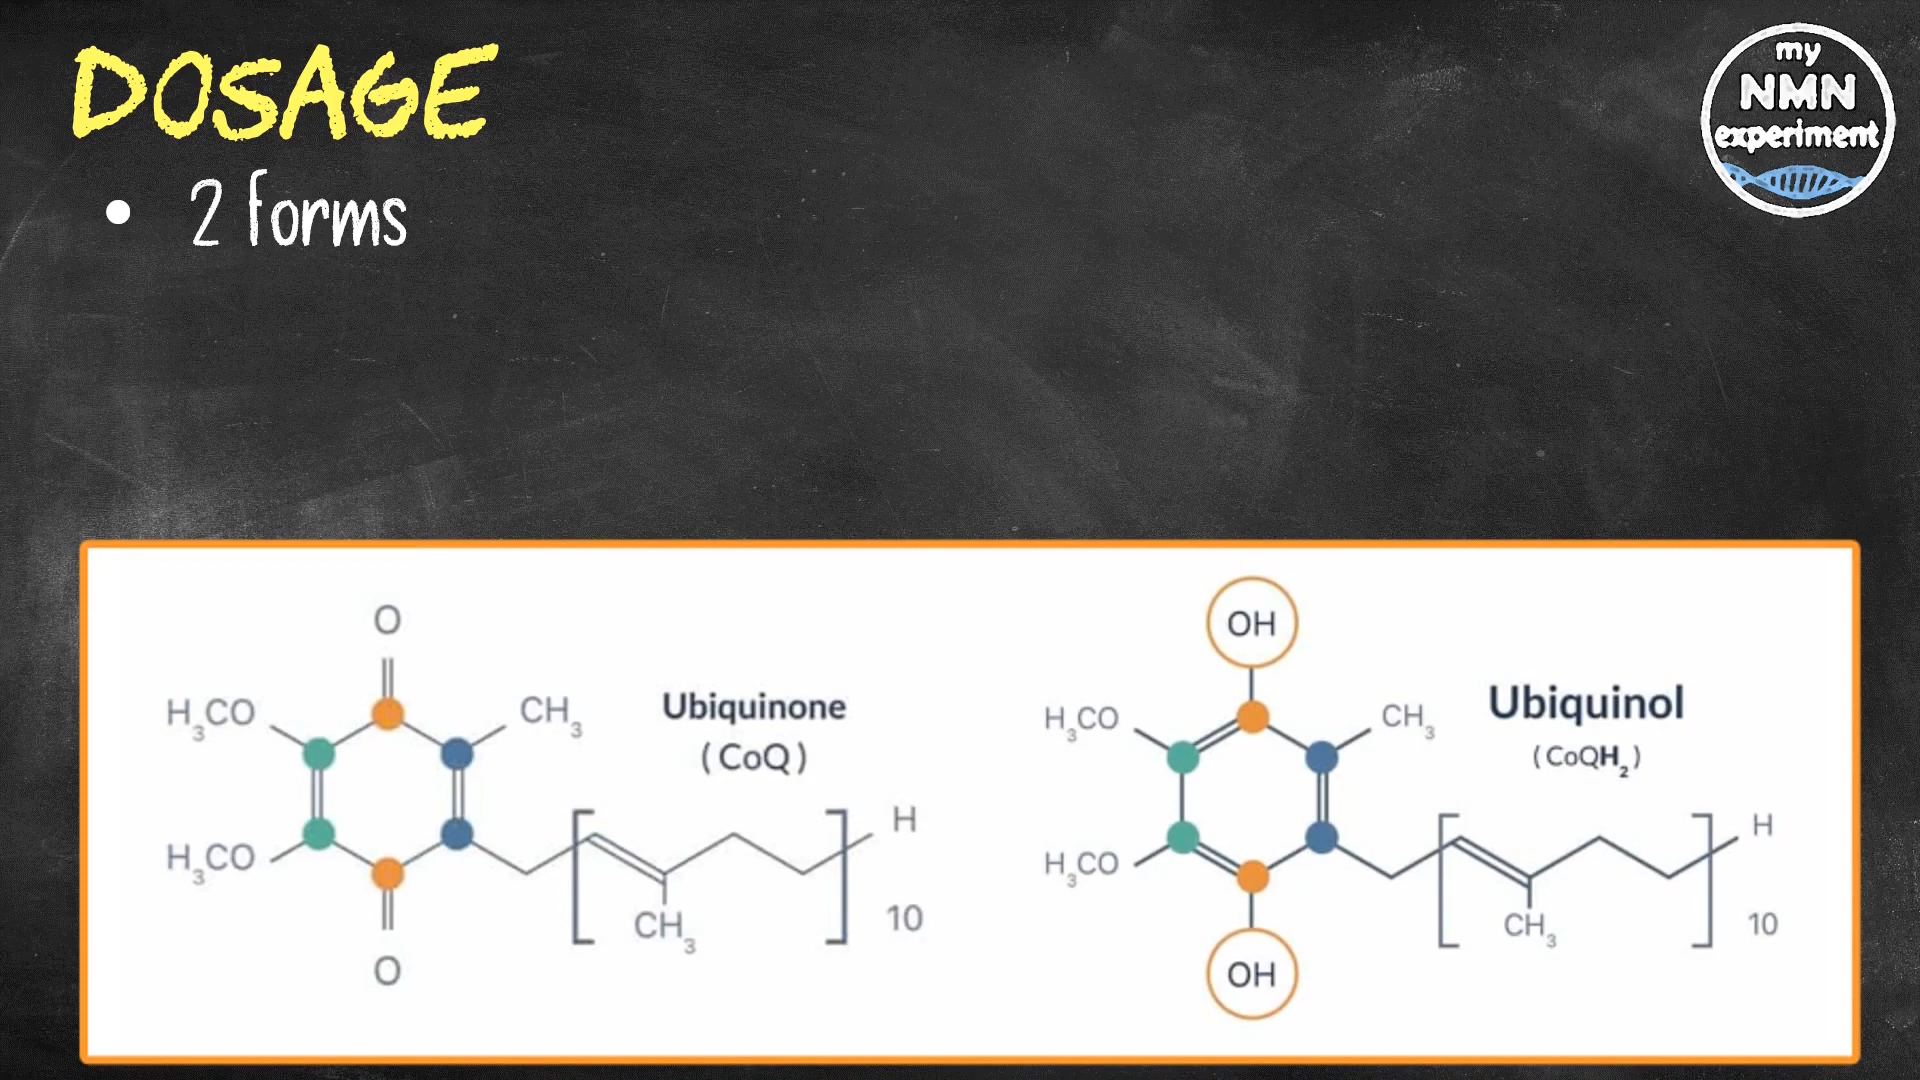 DOSAGE
• 2 forms
my
NMN
experiment
O
H₃CO
CH₃
Ubiquinone
(CoQ)
H₃CO
H
CH₃
10
O
OH
H₃CO
CH₃
Ubiquinol
(CoQH₂)
H₃CO
H
CH₃
10
OH